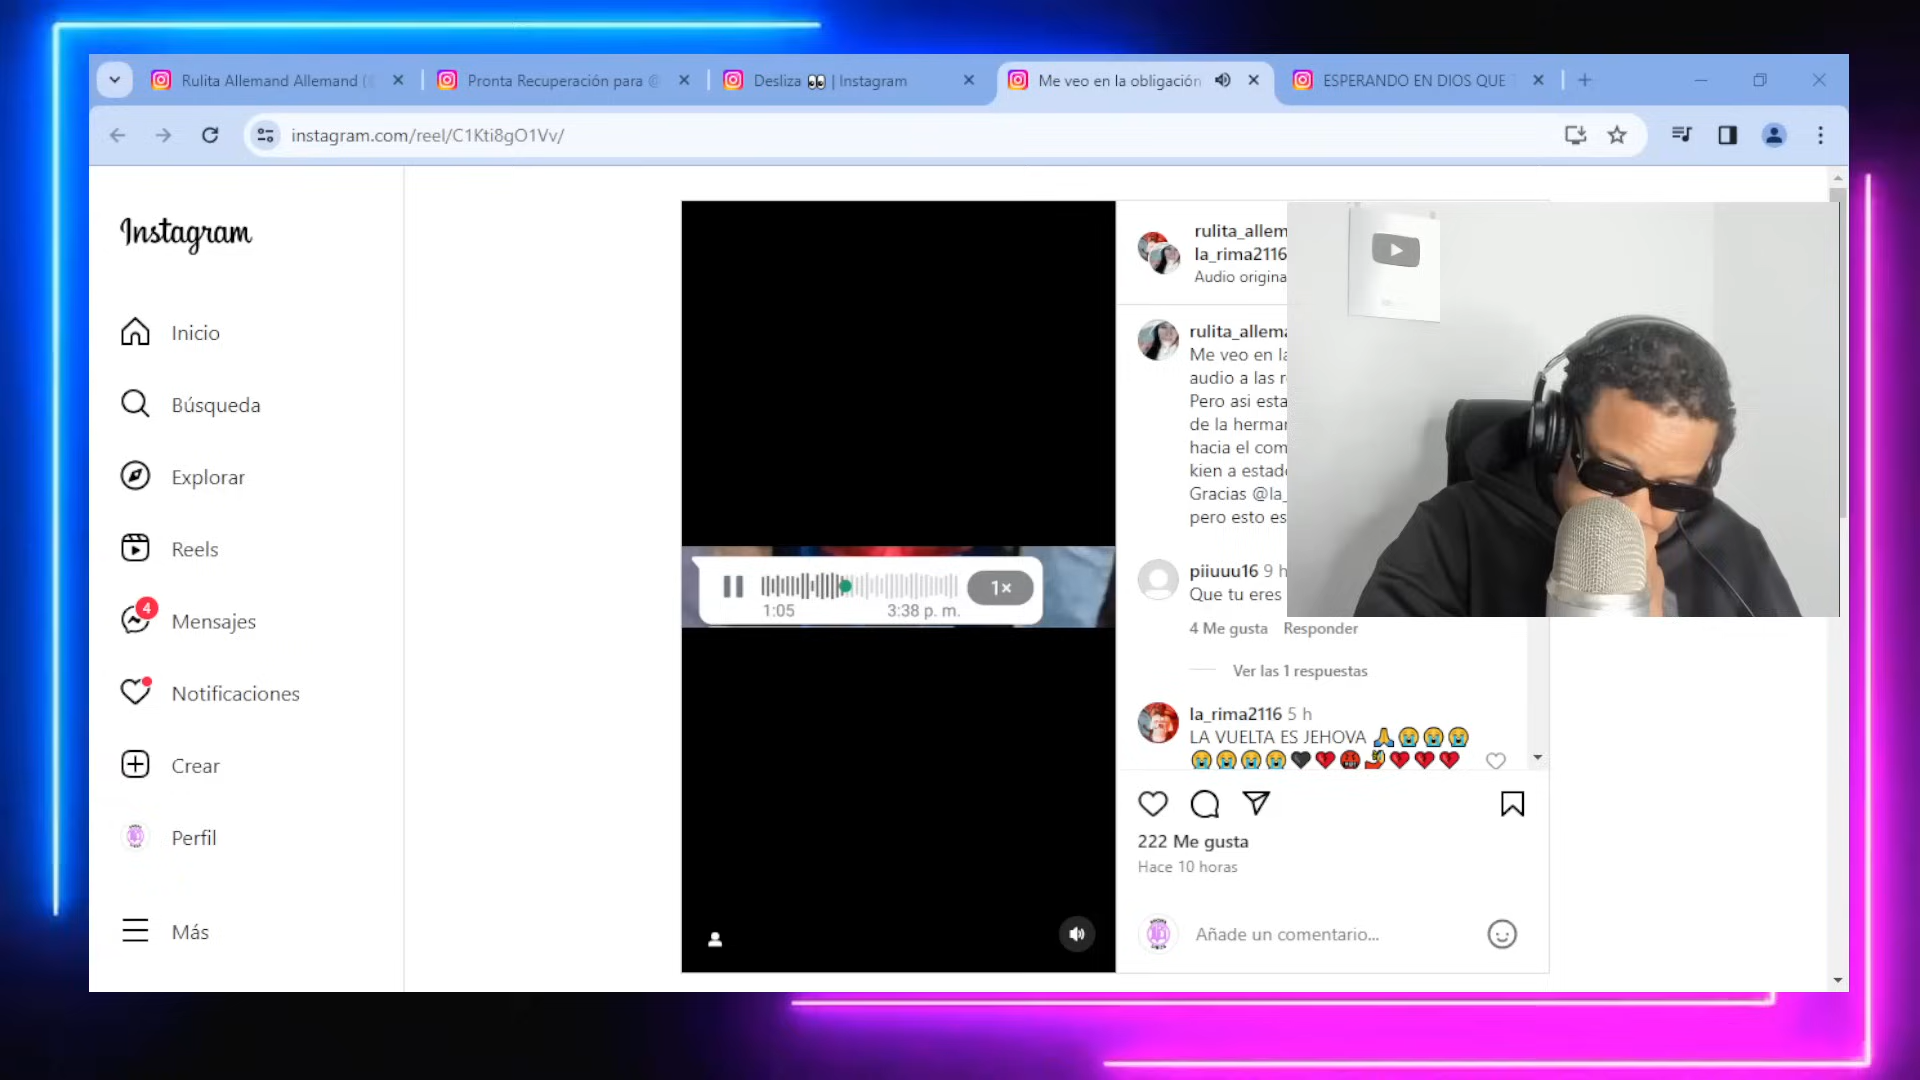 Rulita Allemand Allemand (
Pronta Recuperación para @
Desliza 👀 | Instagram
Me veo en la obligación
ESPERANDO EN DIOS QUE
instagram.com/reel/C1Kti8gO1Vv/
Instagram
Inicio
Búsqueda
Explorar
Reels
4
Mensajes
Notificaciones
Crear
Perfil
Más
1:05
3:38 p. m.
1×
rulita_allem
la_rima2116
Audio origina
rulita_allema
Me veo en la
audio a las r
Pero asi esta
de la herman
hacia el com
kien a estado
Gracias @la_
pero esto es
piiuuu16 9 h
Que tu eres
4 Me gusta Responder
Ver las 1 respuestas
la_rima2116 5 h
LA VUELTA ES JEHOVA 🙏😭😭😭
😭😭😭😭🖤💔🤬🤳💔💔💔
222 Me gusta
Hace 10 horas
Añade un comentario...